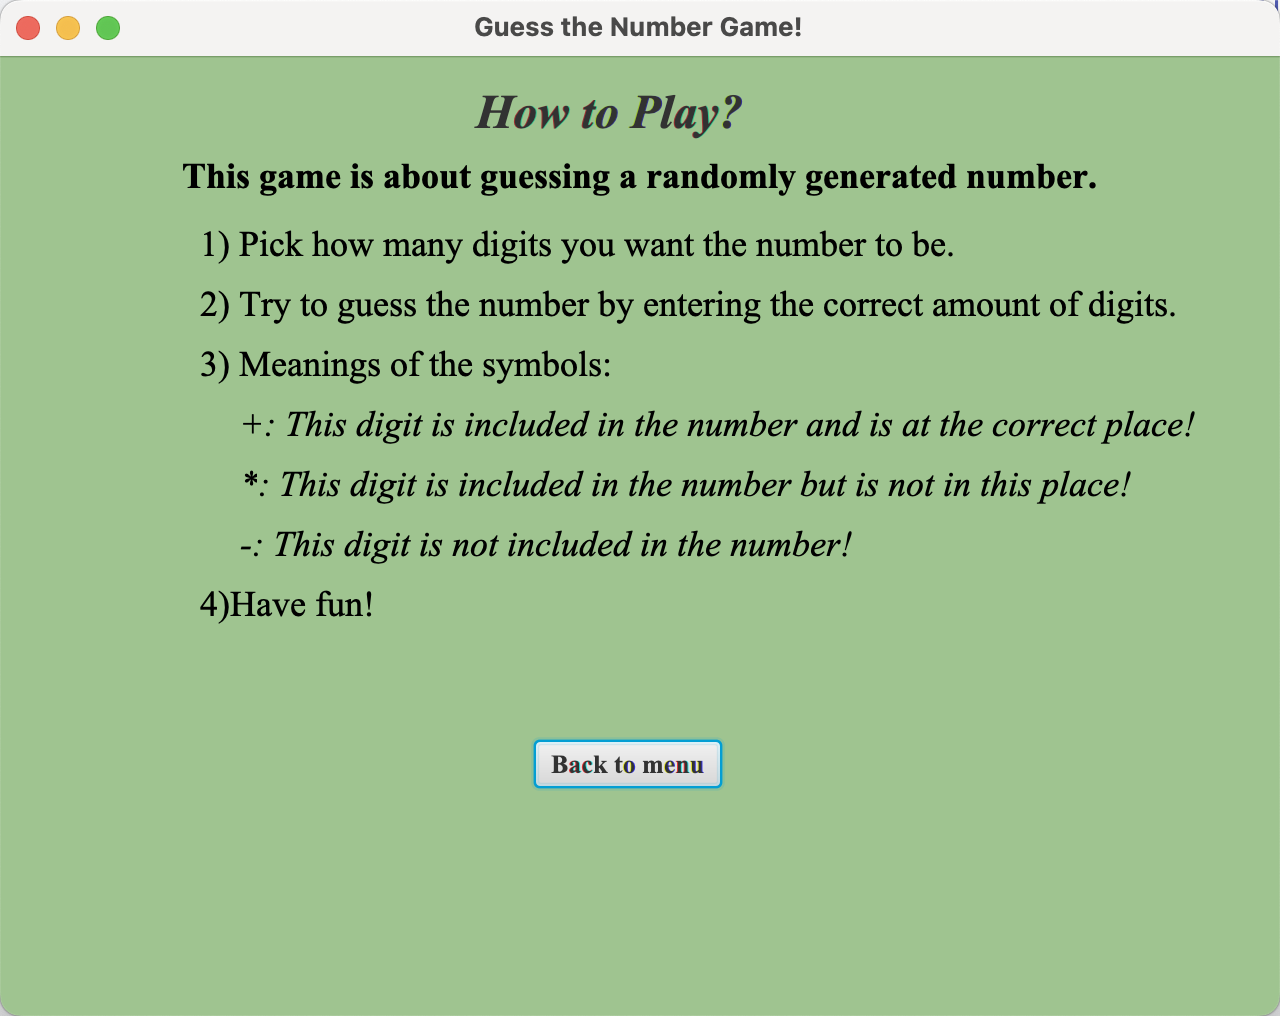 Guess the Number Game!
How to Play?
This game is about guessing a randomly generated number.
1) Pick how many digits you want the number to be.
2) Try to guess the number by entering the correct amount of digits.
3) Meanings of the symbols:
+: This digit is included in the number and is at the correct place!
*: This digit is included in the number but is not in this place!
-: This digit is not included in the number!
4)Have fun!
Back to menu